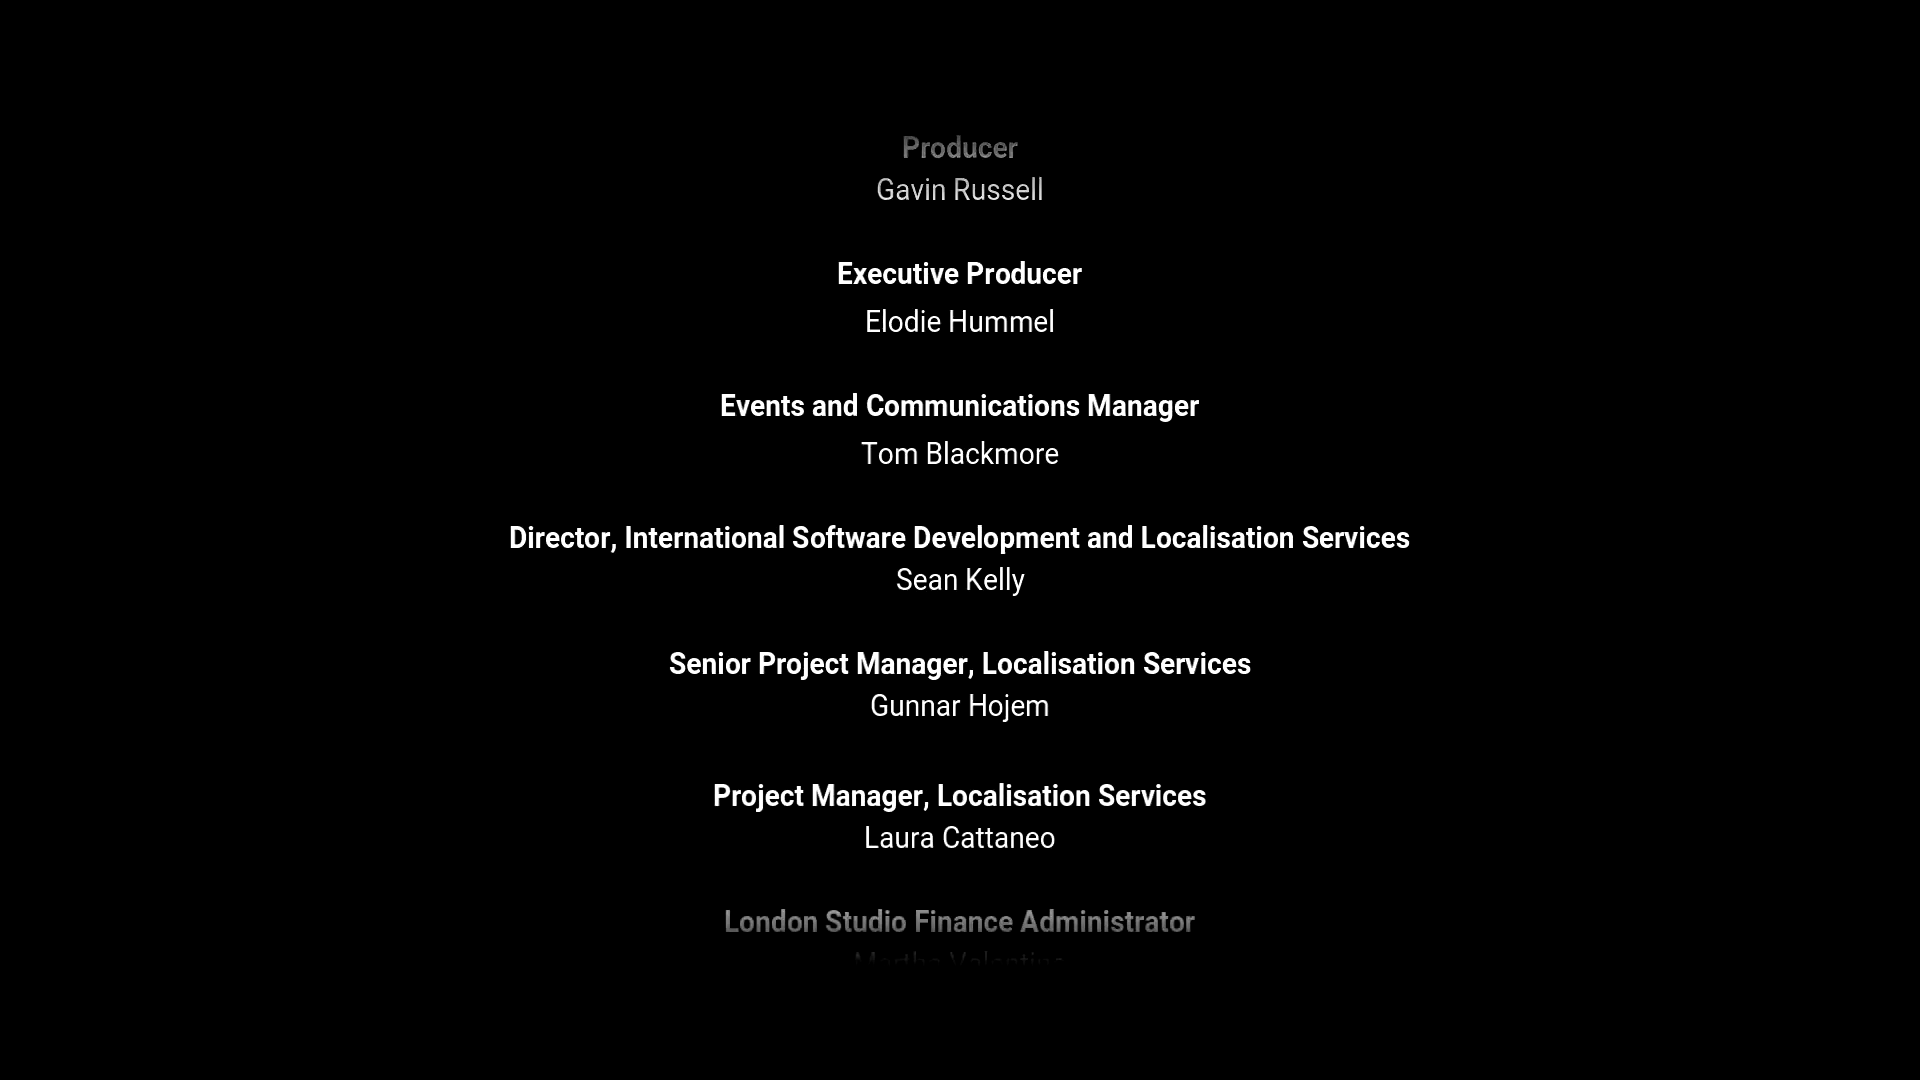 Producer
Gavin Russell
Executive Producer
Elodie Hummel
Events and Communications Manager
Tom Blackmore
Director, International Software Development and Localisation Services
Sean Kelly
Senior Project Manager, Localisation Services
Gunnar Hojem
Project Manager, Localisation Services
Laura Cattaneo
London Studio Finance Administrator
Martha